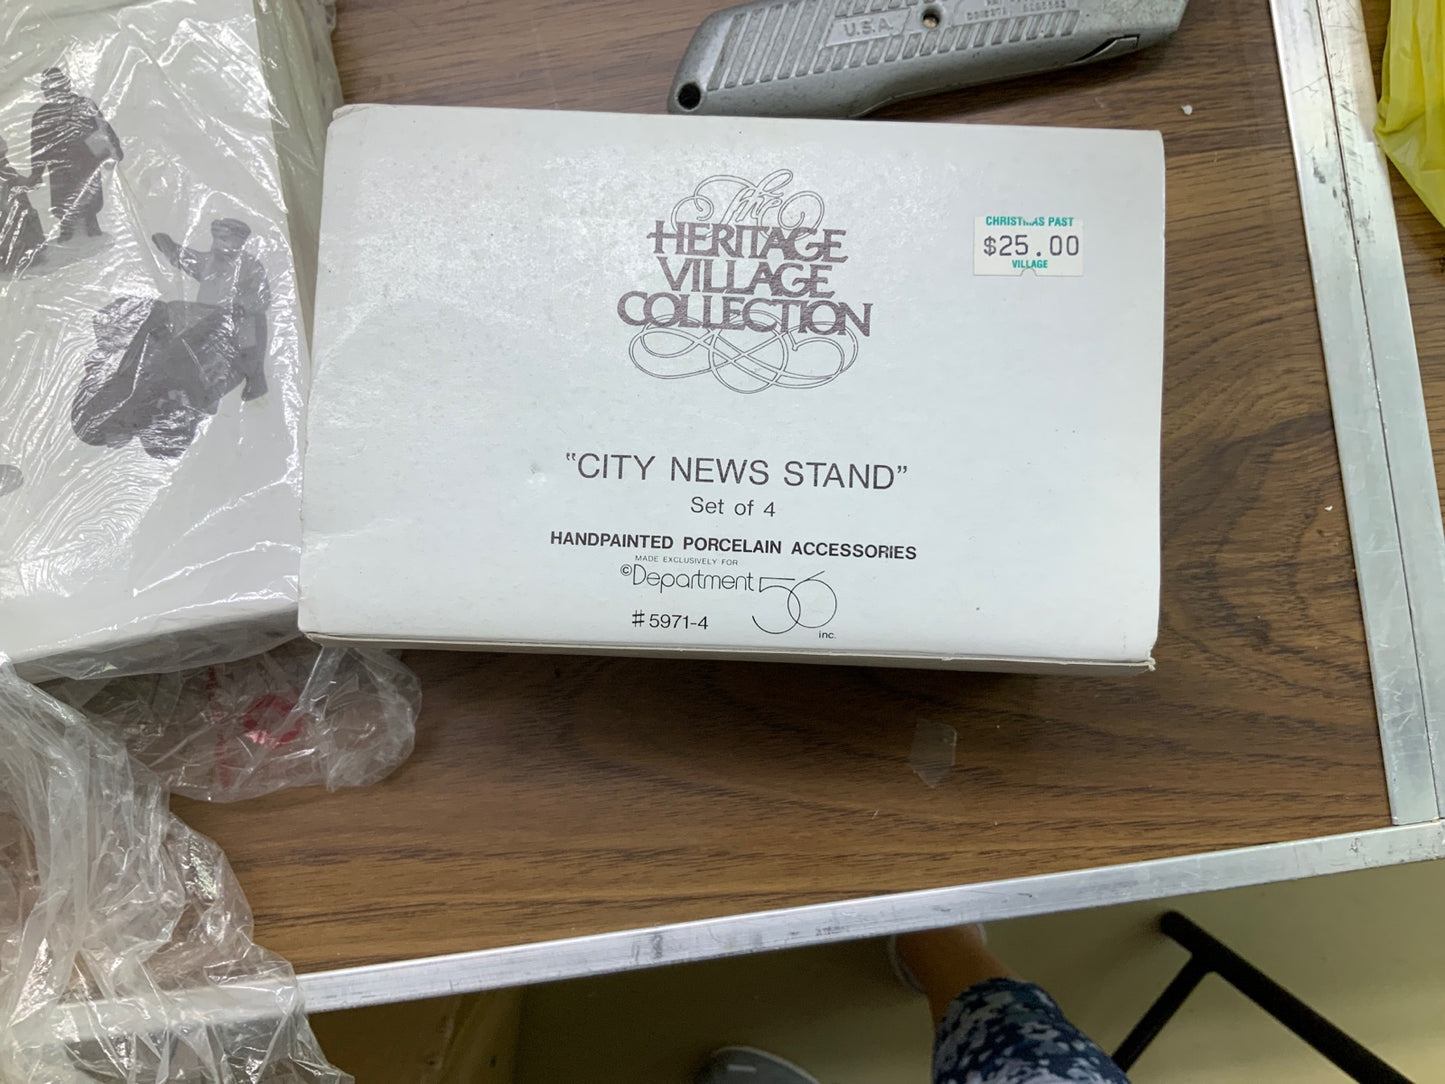 U.S.A.
The
HERITAGE
VILLAGE
COLLECTION
CHRISTMAS PAST
$25.00
VILLAGE
"CITY NEWS STAND"
Set of 4
HANDPAINTED PORCELAIN ACCESSORIES
MADE EXCLUSIVELY FOR
©Department 56
inc.
#5971-4